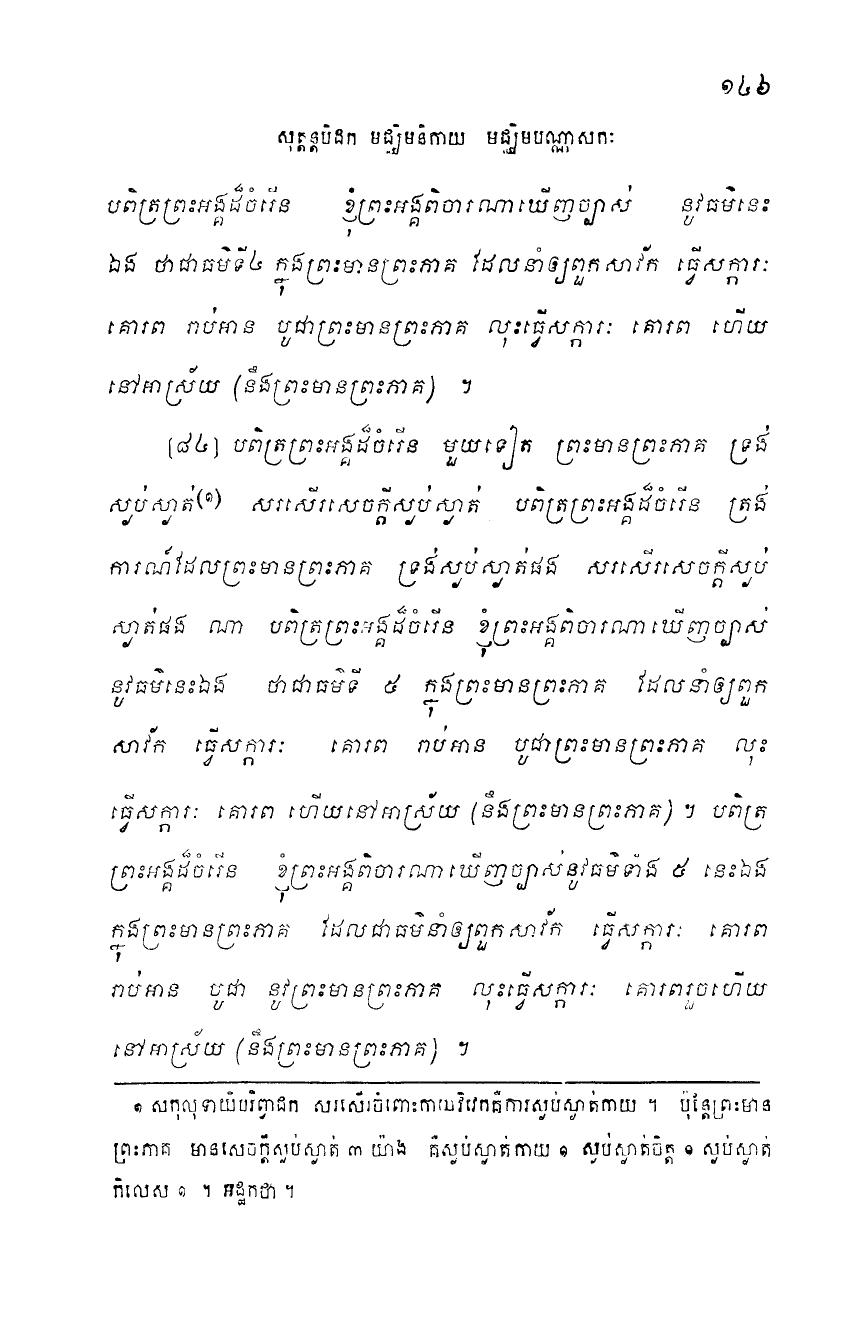 ១៤៦
សុត្តន្តបិដក មជ្ឈិមនិកាយ មជ្ឈិមបណ្ណាសកៈ
បពិត្រព្រះអង្គដ៏ចំរើន ខ្ញុំព្រះអង្គពិចារណាឃើញច្បាស់ នូវធម៌នេះ
ឯង ថាជាធម៌ទី៤ ក្នុងព្រះមានព្រះភាគ ដែលនាំឲ្យពួកសាវ័ក ធ្វើសក្ការៈ
គោរព រាប់អាន បូជាព្រះមានព្រះភាគ លុះធ្វើសក្ការៈ គោរព ហើយ
នៅអាស្រ័យ (នឹងព្រះមានព្រះភាគ) ។
[៨៤] បពិត្រព្រះអង្គដ៏ចំរើន មួយទៀត ព្រះមានព្រះភាគ ទ្រង់
ស្ងប់ស្ងាត់(១) សរសើរសេចក្តីស្ងប់ស្ងាត់ បពិត្រព្រះអង្គដ៏ចំរើន ត្រង់
ការណ៍ដែលព្រះមានព្រះភាគ ទ្រង់ស្ងប់ស្ងាត់ផង សរសើរសេចក្តីស្ងប់
ស្ងាត់ផង ណា បពិត្រព្រះអង្គដ៏ចំរើន ខ្ញុំព្រះអង្គពិចារណាឃើញច្បាស់
នូវធម៌នេះឯង ថាជាធម៌ទី ៥ ក្នុងព្រះមានព្រះភាគ ដែលនាំឲ្យពួក
សាវ័ក ធ្វើសក្ការៈ គោរព រាប់អាន បូជាព្រះមានព្រះភាគ លុះ
ធ្វើសក្ការៈ គោរព ហើយនៅអាស្រ័យ (នឹងព្រះមានព្រះភាគ) ។ បពិត្រ
ព្រះអង្គដ៏ចំរើន ខ្ញុំព្រះអង្គពិចារណាឃើញច្បាស់នូវធម៌ទាំង ៥ នេះឯង
ក្នុងព្រះមានព្រះភាគ ដែលជាធម៌នាំឲ្យពួកសាវ័ក ធ្វើសក្ការៈ គោរព
រាប់អាន បូជា នូវព្រះមានព្រះភាគ លុះធ្វើសក្ការៈ គោរពរួចហើយ
នៅអាស្រ័យ (នឹងព្រះមានព្រះភាគ) ។
១ សកុលុទាយិបរិព្វាជក សរសើរចំពោះកាយវិវេកគឺការស្ងប់ស្ងាត់កាយ ។ ប៉ុន្តែព្រះមាន
ព្រះភាគ មានសេចក្តីស្ងប់ស្ងាត់ ៣ យ៉ាង គឺស្ងប់ស្ងាត់កាយ ១ ស្ងប់ស្ងាត់ចិត្ត ១ ស្ងប់ស្ងាត់
កិលេស ១ ។ អដ្ឋកថា ។